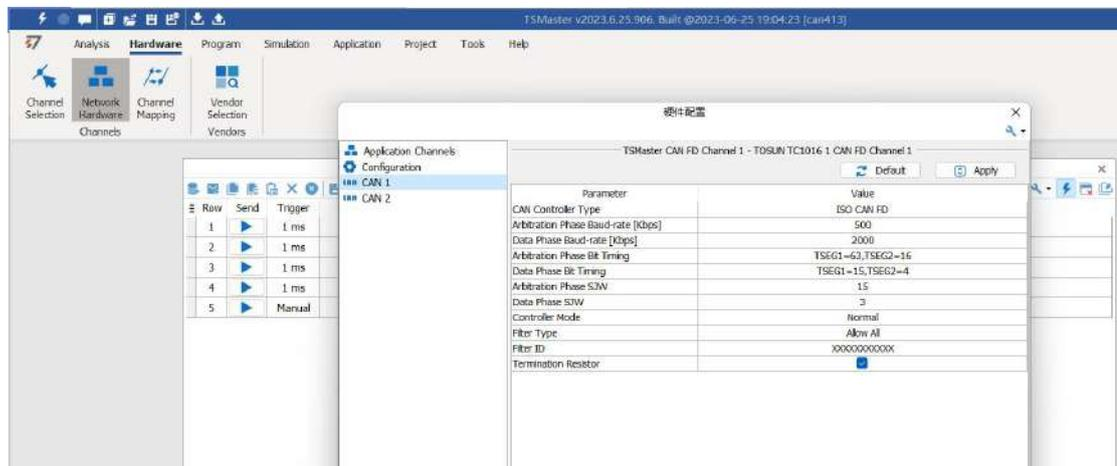 TSMaster v2023.6.25.906. Built @2023-06-25 19:04:23 [can413]
Analysis Hardware Program Simulation Application Project Tools Help
Channel Selection
Network Hardware
Channel Mapping
Vendor Selection
Channels
Vendors
硬件配置
Application Channels
Configuration
CAN 1
CAN 2
TSMaster CAN FD Channel 1 - TOSUN TC1016 1 CAN FD Channel 1
Default
Apply
Row Send Trigger
1 1 ms
2 1 ms
3 1 ms
4 1 ms
5 Manual
Parameter Value
CAN Controller Type ISO CAN FD
Arbitration Phase Baud-rate [Kbps] 500
Data Phase Baud-rate [Kbps] 2000
Arbitration Phase Bit Timing TSEG1=63,TSEG2=16
Data Phase Bit Timing TSEG1=15,TSEG2=4
Arbitration Phase SJW 15
Data Phase SJW 3
Controller Mode Normal
Filter Type Allow All
Filter ID XXXXXXXXXXXX
Termination Resistor